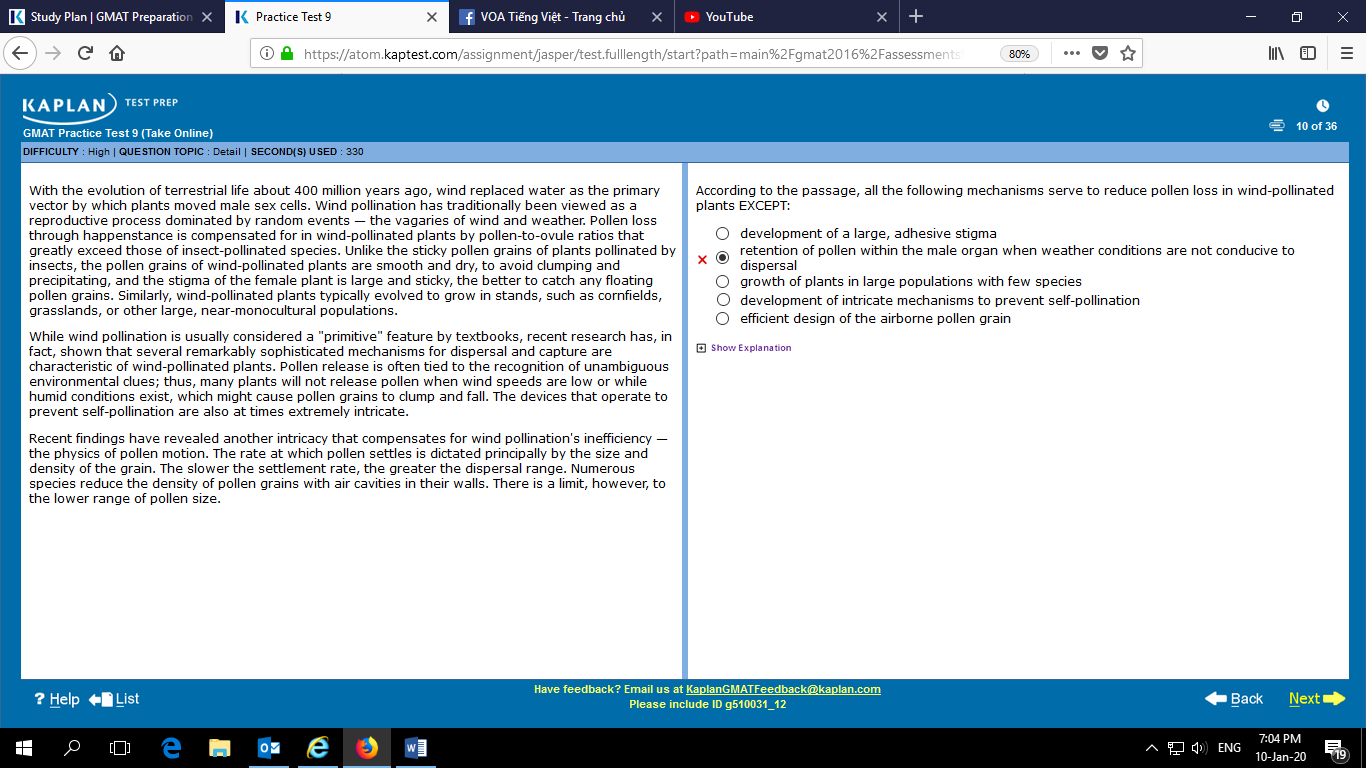 Study Plan | GMAT Preparation
Practice Test 9
VOA Tiếng Việt - Trang chủ
YouTube
https://atom.kaptest.com/assignment/jasper/test.fulllength/start?path=main%2Fgmat2016%2Fassessments
80%
KAPLAN TEST PREP
GMAT Practice Test 9 (Take Online)
10 of 36
DIFFICULTY : High | QUESTION TOPIC : Detail | SECOND(S) USED : 330
With the evolution of terrestrial life about 400 million years ago, wind replaced water as the primary
vector by which plants moved male sex cells. Wind pollination has traditionally been viewed as a
reproductive process dominated by random events — the vagaries of wind and weather. Pollen loss
through happenstance is compensated for in wind-pollinated plants by pollen-to-ovule ratios that
greatly exceed those of insect-pollinated species. Unlike the sticky pollen grains of plants pollinated by
insects, the pollen grains of wind-pollinated plants are smooth and dry, to avoid clumping and
precipitating, and the stigma of the female plant is large and sticky, the better to catch any floating
pollen grains. Similarly, wind-pollinated plants typically evolved to grow in stands, such as cornfields,
grasslands, or other large, near-monocultural populations.
While wind pollination is usually considered a "primitive" feature by textbooks, recent research has, in
fact, shown that several remarkably sophisticated mechanisms for dispersal and capture are
characteristic of wind-pollinated plants. Pollen release is often tied to the recognition of unambiguous
environmental clues; thus, many plants will not release pollen when wind speeds are low or while
humid conditions exist, which might cause pollen grains to clump and fall. The devices that operate to
prevent self-pollination are also at times extremely intricate.
Recent findings have revealed another intricacy that compensates for wind pollination's inefficiency —
the physics of pollen motion. The rate at which pollen settles is dictated principally by the size and
density of the grain. The slower the settlement rate, the greater the dispersal range. Numerous
species reduce the density of pollen grains with air cavities in their walls. There is a limit, however, to
the lower range of pollen size.
According to the passage, all the following mechanisms serve to reduce pollen loss in wind-pollinated
plants EXCEPT:
development of a large, adhesive stigma
retention of pollen within the male organ when weather conditions are not conducive to
dispersal
growth of plants in large populations with few species
development of intricate mechanisms to prevent self-pollination
efficient design of the airborne pollen grain
Show Explanation
? Help
List
Have feedback? Email us at KaplanGMATFeedback@kaplan.com
Please include ID g510031_12
Back
Next
ENG
7:04 PM
10-Jan-20
19